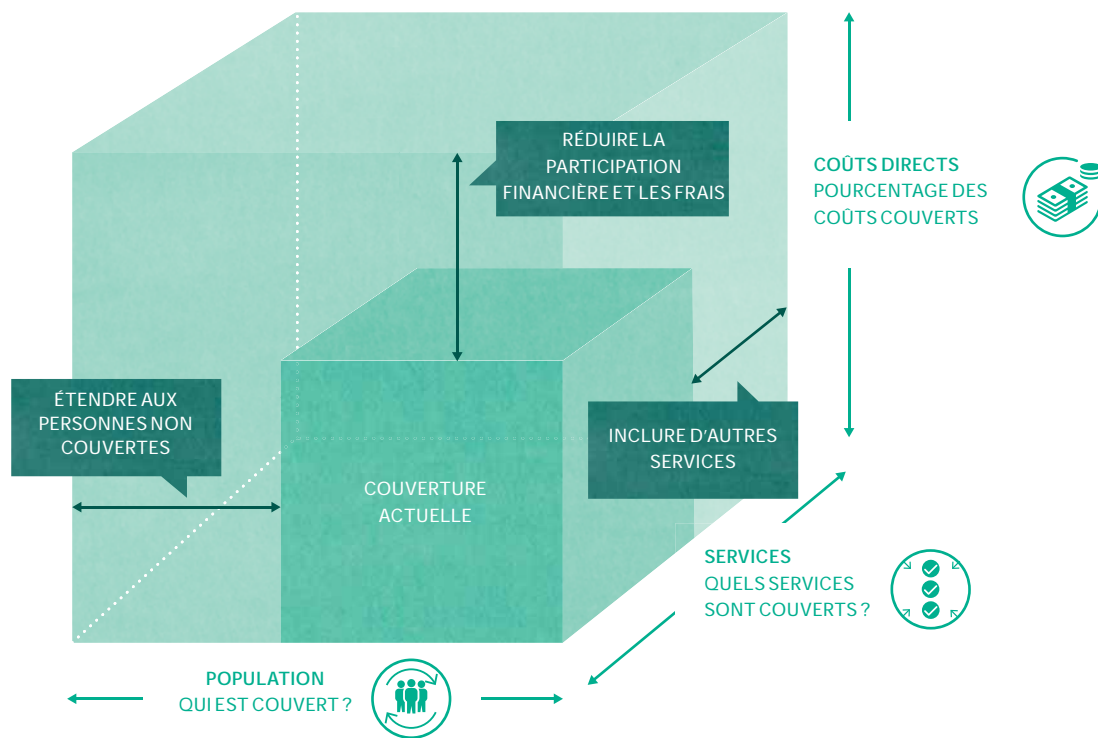 RÉDUIRE LA
PARTICIPATION
FINANCIÈRE ET LES FRAIS
COÛTS DIRECTS
POURCENTAGE DES
COÛTS COUVERTS
ÉTENDRE AUX
PERSONNES NON
COUVERTES
INCLURE D'AUTRES
SERVICES
COUVERTURE
ACTUELLE
SERVICES
QUELS SERVICES
SONT COUVERTS ?
POPULATION
QUI EST COUVERT ?